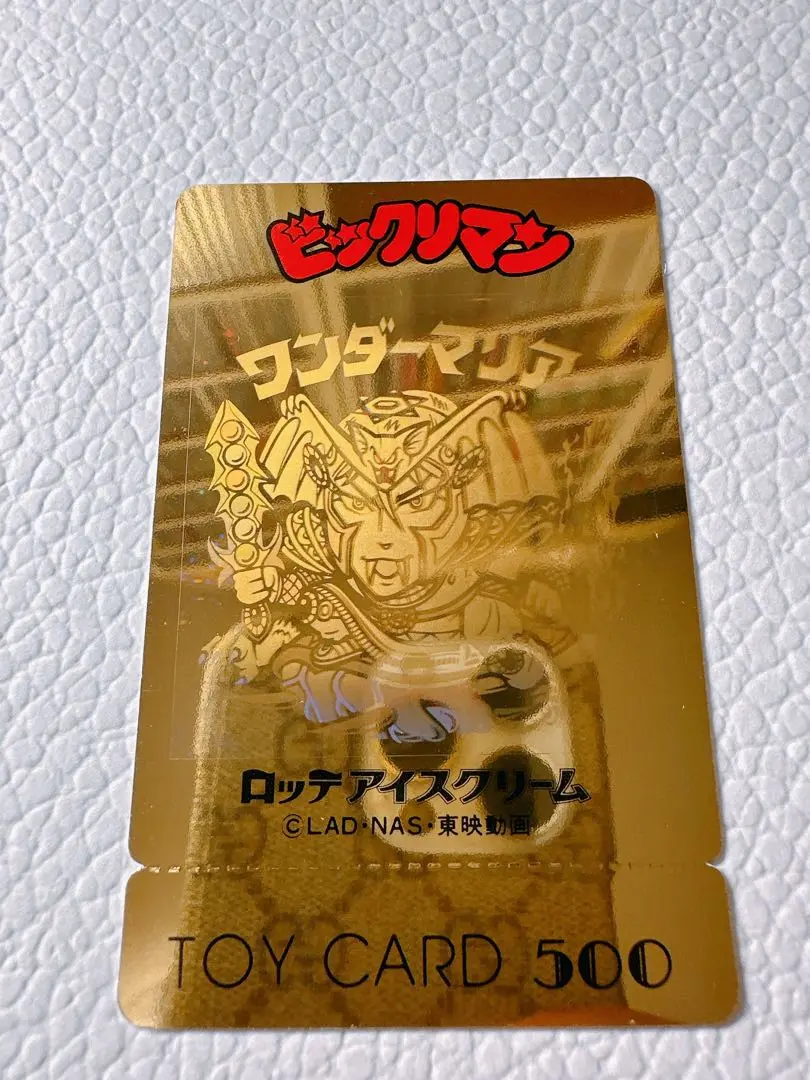 ビックリマン
ワンダーマリア
ロッテアイスクリーム
©LAD·NAS·東映動画
TOY CARD 500